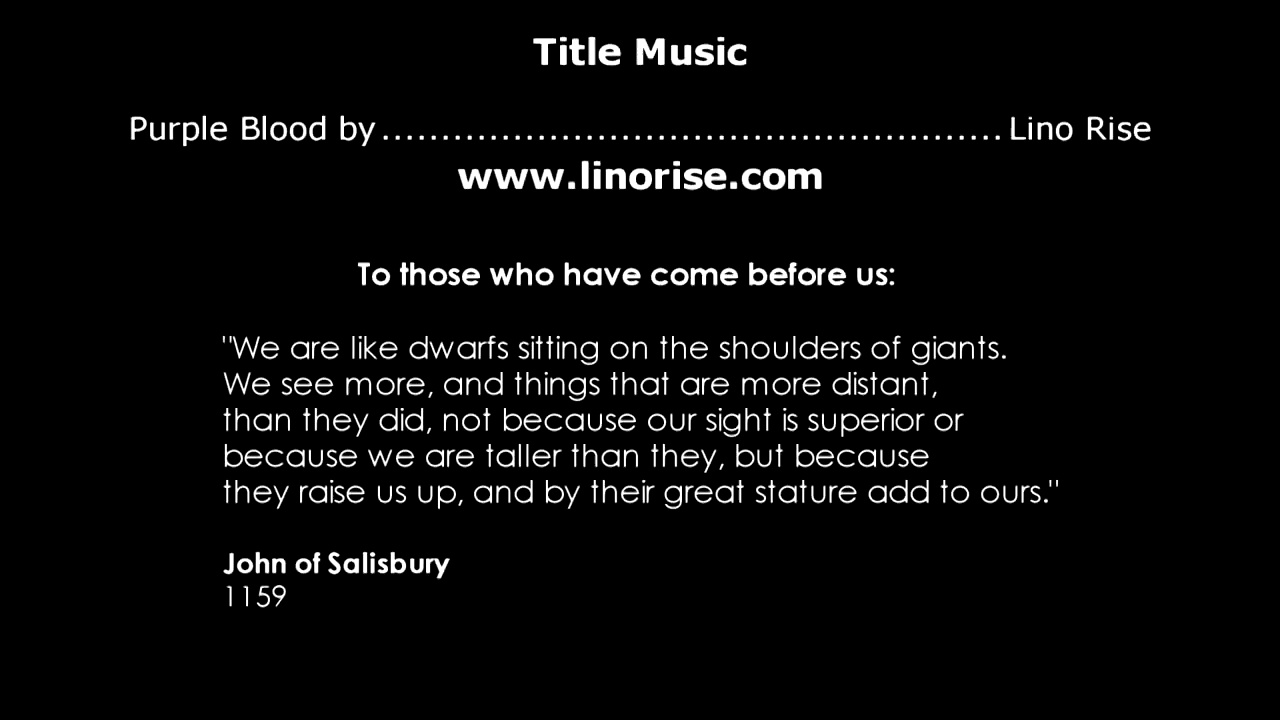 Title Music
Purple Blood by....................................................Lino Rise
www.linorise.com
To those who have come before us:
"We are like dwarfs sitting on the shoulders of giants.
We see more, and things that are more distant,
than they did, not because our sight is superior or
because we are taller than they, but because
they raise us up, and by their great stature add to ours."
John of Salisbury
1159